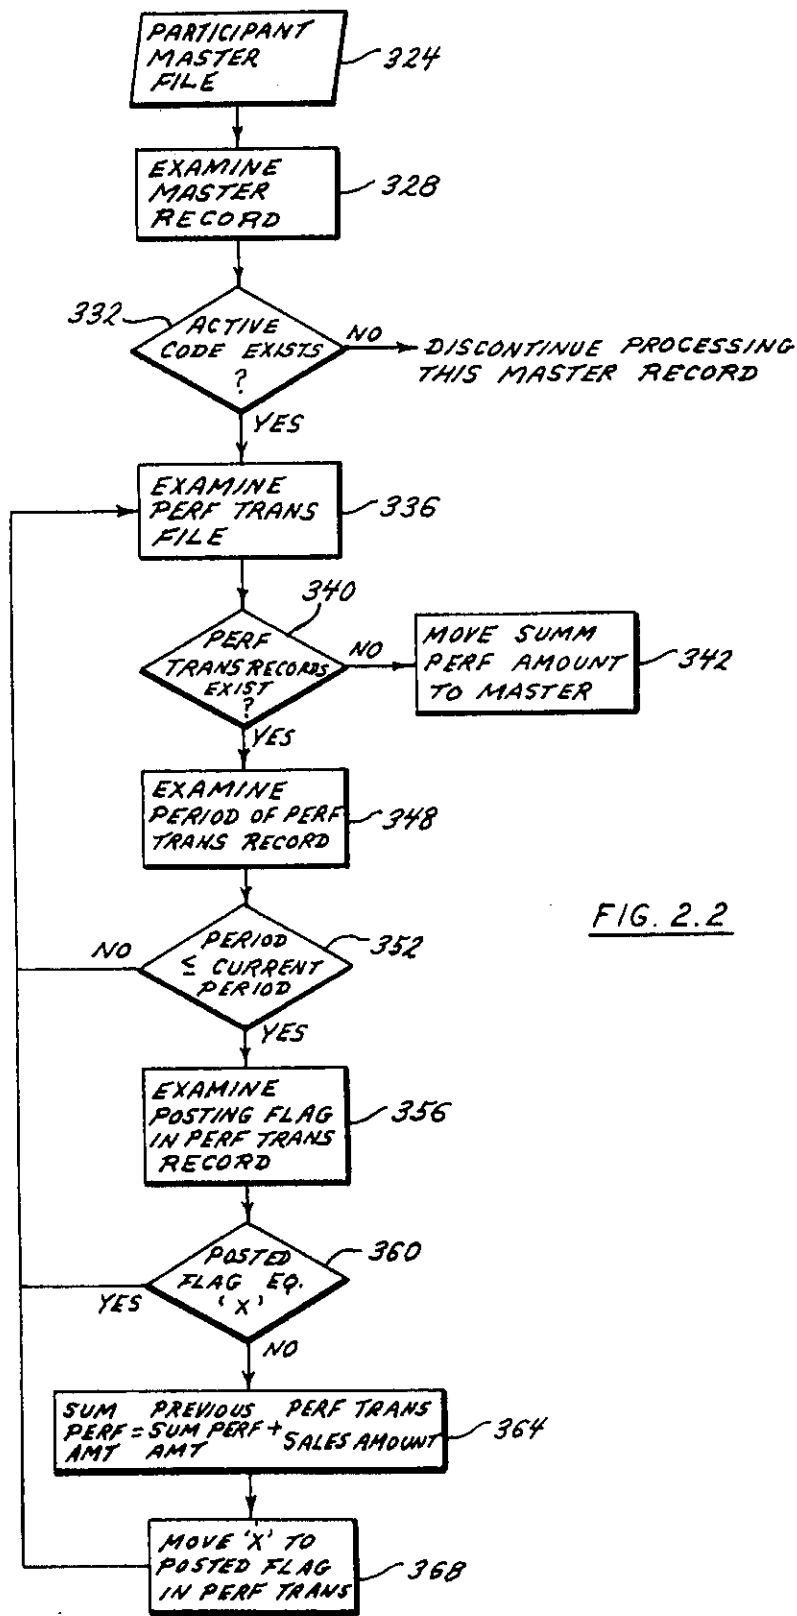 PARTICIPANT
MASTER
FILE
324
EXAMINE
MASTER
RECORD
328
332
ACTIVE
CODE EXISTS
?
NO
DISCONTINUE PROCESSING
THIS MASTER RECORD
YES
EXAMINE
PERF TRANS
FILE
336
340
PERF
TRANS RECORDS
EXIST
?
NO
MOVE SUMM
PERF AMOUNT
TO MASTER
342
YES
EXAMINE
PERIOD OF PERF
TRANS RECORD
348
PERIOD
≤ CURRENT
PERIOD
352
NO
YES
FIG. 2.2
EXAMINE
POSTING FLAG
IN PERF TRANS
RECORD
356
POSTED
FLAG EQ.
'X'
360
YES
NO
SUM PREVIOUS PERF TRANS
PERF = SUM PERF + SALES AMOUNT
AMT AMT
364
MOVE 'X' TO
POSTED FLAG
IN PERF TRANS
368